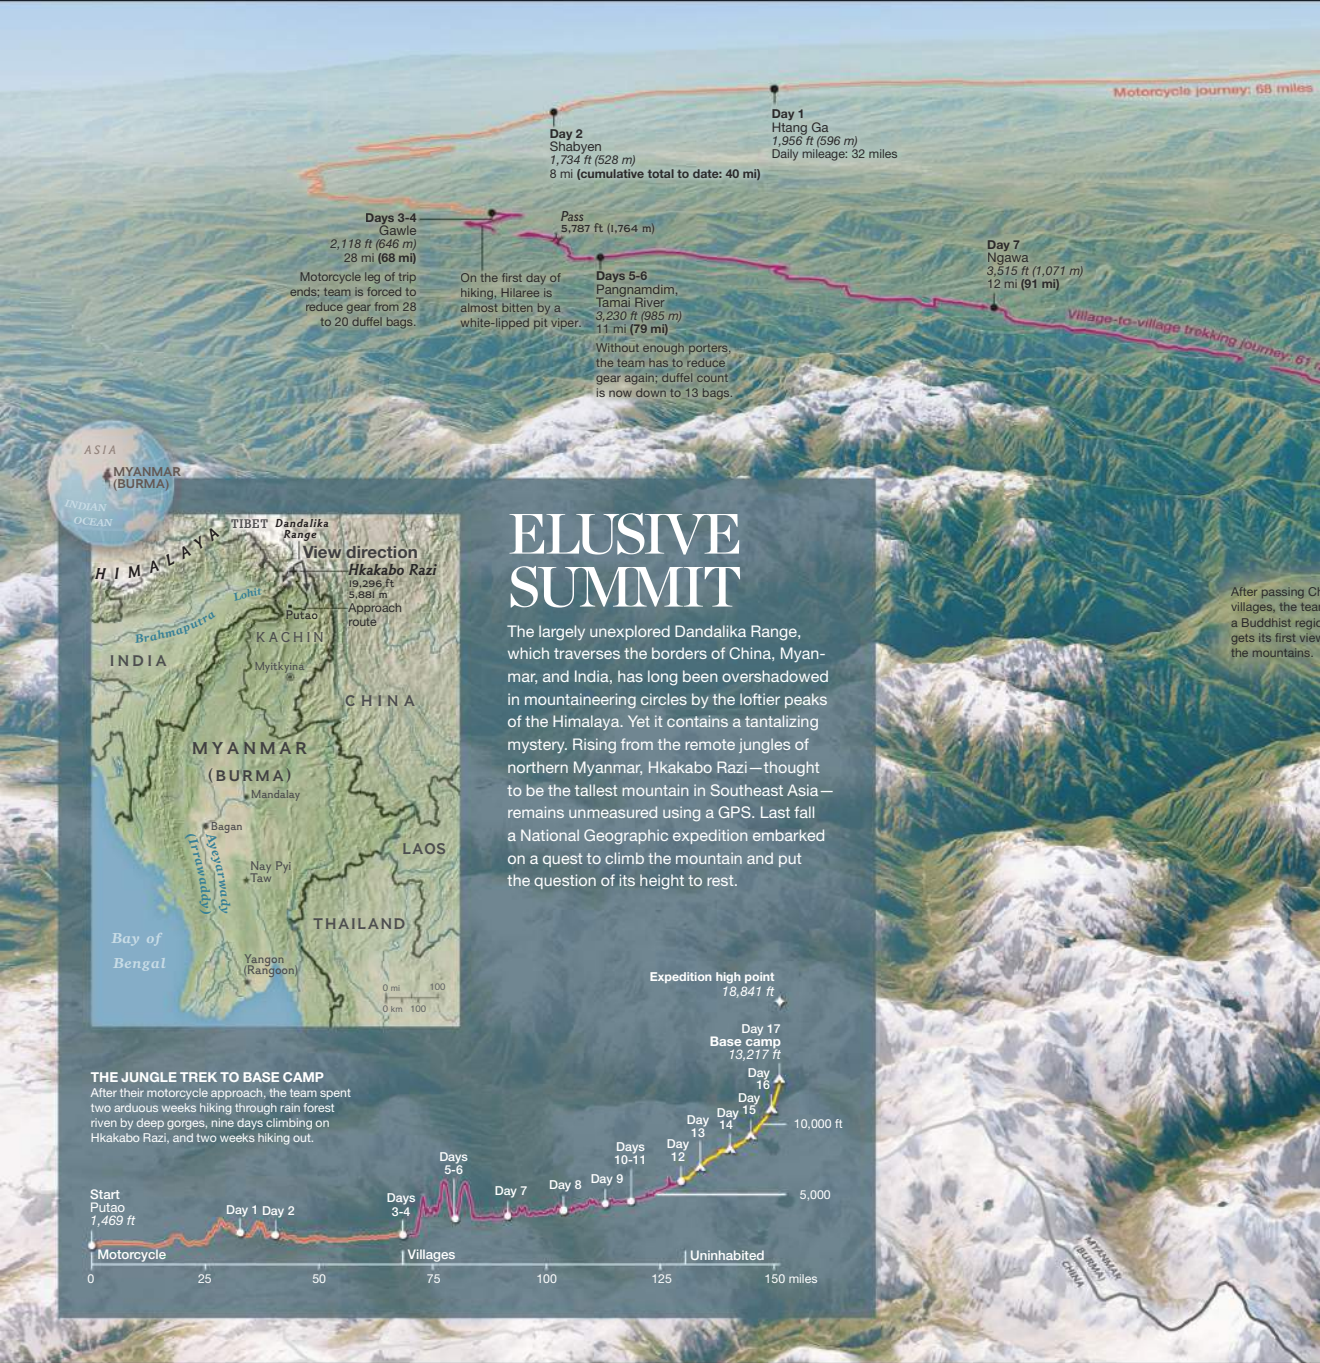 Motorcycle journey: 68 miles
Day 1
Htang Ga
1,956 ft (596 m)
Daily mileage: 32 miles
Day 2
Shabyen
1,734 ft (528 m)
8 mi (cumulative total to date: 40 mi)
Days 3-4
Gawle
2,118 ft (646 m)
28 mi (68 mi)
Motorcycle leg of trip
ends; team is forced to
reduce gear from 28
to 20 duffel bags.
On the first day of
hiking, Hilaree is
almost bitten by a
white-lipped pit viper.
Pass
5,787 ft (1,764 m)
Days 5-6
Pangnamdim,
Tamai River
3,230 ft (985 m)
11 mi (79 mi)
Without enough porters,
the team has to reduce
gear again; duffel count
is now down to 13 bags.
Day 7
Ngawa
3,515 ft (1,071 m)
12 mi (91 mi)
Village-to-village trekking journey: 61
After passing Ch
villages, the tea
a Buddhist regio
gets its first view
the mountains.
ASIA
MYANMAR
(BURMA)
INDIAN
OCEAN
TIBET
Dandalika
Range
HIMALAYA
View direction
Hkakabo Razi
19,296 ft
5,881 m
Approach
route
Lohit
Putao
Brahmaputra
KACHIN
INDIA
Myitkyina
CHINA
MYANMAR
(BURMA)
Mandalay
Bagan
Ayeyarwady
(Irrawaddy)
LAOS
Nay Pyi
Taw
THAILAND
Bay of
Bengal
Yangon
(Rangoon)
0 mi 100
0 km 100
ELUSIVE
SUMMIT
The largely unexplored Dandalika Range,
which traverses the borders of China, Myan-
mar, and India, has long been overshadowed
in mountaineering circles by the loftier peaks
of the Himalaya. Yet it contains a tantalizing
mystery. Rising from the remote jungles of
northern Myanmar, Hkakabo Razi—thought
to be the tallest mountain in Southeast Asia—
remains unmeasured using a GPS. Last fall
a National Geographic expedition embarked
on a quest to climb the mountain and put
the question of its height to rest.
THE JUNGLE TREK TO BASE CAMP
After their motorcycle approach, the team spent
two arduous weeks hiking through rain forest
riven by deep gorges, nine days climbing on
Hkakabo Razi, and two weeks hiking out.
Expedition high point
18,841 ft
Day 17
Base camp
13,217 ft
Day
16
Day
15
Day
14
Day
13
Day
12
Days
10-11
Day 9
Day 8
Day 7
Days
5-6
Days
3-4
Day 2
Day 1
Start
Putao
1,469 ft
10,000 ft
5,000
Motorcycle
Villages
Uninhabited
0 25 50 75 100 125 150 miles
MYANMAR
(BURMA)
CHINA